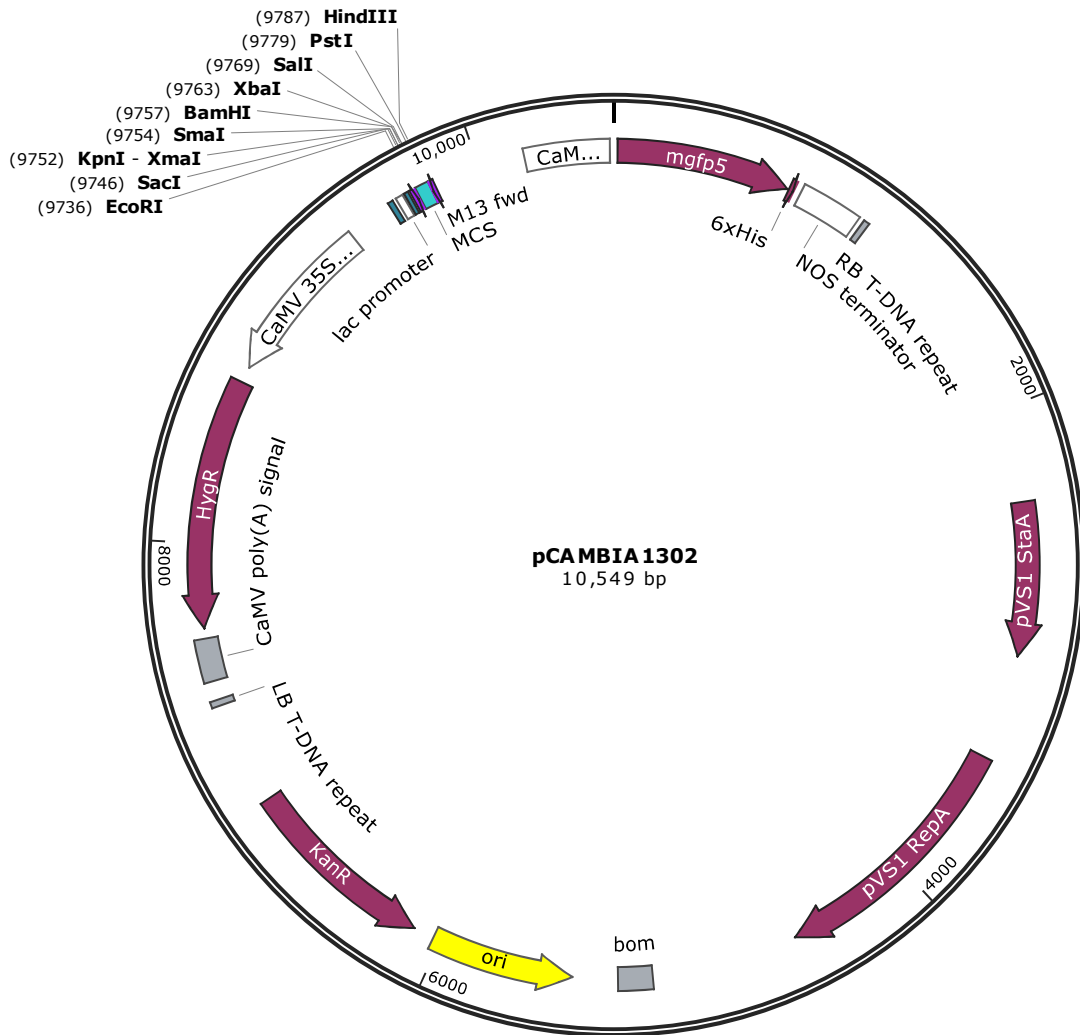 (9787) HindIII
(9779) PstI
(9769) SalI
(9763) XbaI
(9757) BamHI
(9754) SmaI
(9752) KpnI - XmaI
(9746) SacI
(9736) EcoRI
10,000
CaM...
mgfp5
6xHis
NOS terminator
RB T-DNA repeat
M13 fwd
MCS
lac promoter
CaMV 35S...
2000
HygR
CaMV poly(A) signal
8000
pCAMBIA1302
10,549 bp
pVS1 StaA
LB T-DNA repeat
KanR
pVS1 RepA
4000
bom
ori
6000